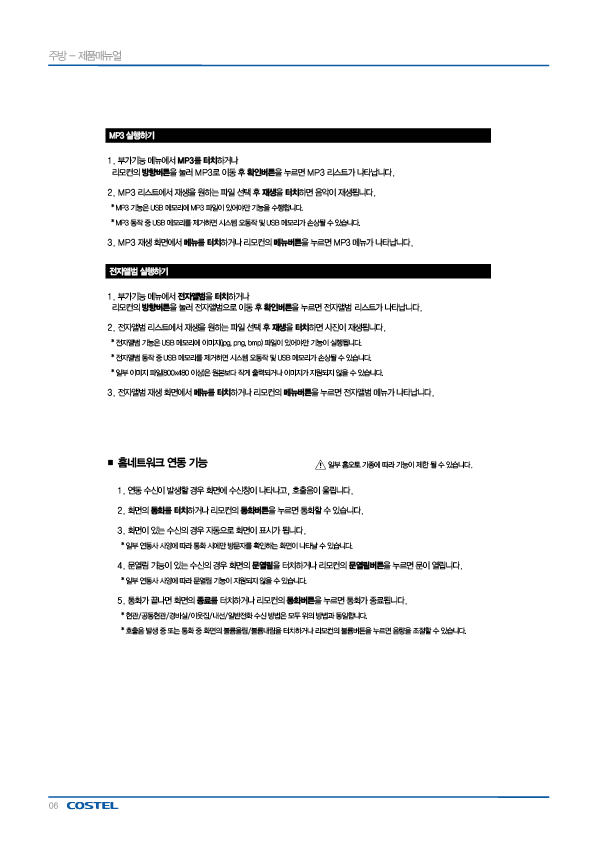 주방 - 제품매뉴얼
MP3 실행하기
1. 부가기능 메뉴에서 MP3를 터치하거나
리모컨의 방향버튼을 눌러 MP3로 이동 후 확인버튼을 누르면 MP3 리스트가 나타납니다.
2. MP3 리스트에서 재생을 원하는 파일 선택 후 재생을 터치하면 음악이 재생됩니다.
* MP3 기능은 USB 메모리에 MP3 파일이 있어야만 기능을 수행합니다.
* MP3 동작 중 USB 메모리를 제거하면 시스템 오동작 및 USB 메모리가 손상될 수 있습니다.
3. MP3 재생 화면에서 메뉴를 터치하거나 리모컨의 메뉴버튼을 누르면 MP3 메뉴가 나타납니다.
전자앨범 실행하기
1. 부가기능 메뉴에서 전자앨범을 터치하거나
리모컨의 방향버튼을 눌러 전자앨범으로 이동 후 확인버튼을 누르면 전자앨범 리스트가 나타납니다.
2. 전자앨범 리스트에서 재생을 원하는 파일 선택 후 재생을 터치하면 사진이 재생됩니다.
* 전자앨범 기능은 USB 메모리에 이미지(jpg, png, bmp) 파일이 있어야만 기능이 실행됩니다.
* 전자앨범 동작 중 USB 메모리를 제거하면 시스템 오동작 및 USB 메모리가 손상될 수 있습니다.
* 일부 이미지 파일(800x480 이상)은 원본보다 작게 출력되거나 이미지가 지원되지 않을 수 있습니다.
3. 전자앨범 재생 화면에서 메뉴를 터치하거나 리모컨의 메뉴버튼을 누르면 전자앨범 메뉴가 나타납니다.
■ 홈네트워크 연동 기능
일부 홈오토 기종에 따라 기능이 제한 될 수 있습니다.
1. 연동 수신이 발생할 경우 화면에 수신창이 나타나고, 호출음이 울립니다.
2. 화면의 통화를 터치하거나 리모컨의 통화버튼을 누르면 통화할 수 있습니다.
3. 화면이 있는 수신의 경우 자동으로 화면이 표시가 됩니다.
* 일부 연동사 사양에 따라 통화 시에만 방문자를 확인하는 화면이 나타날 수 있습니다.
4. 문열림 기능이 있는 수신의 경우 화면의 문열림을 터치하거나 리모컨의 문열림버튼을 누르면 문이 열립니다.
* 일부 연동사 사양에 따라 문열림 기능이 지원되지 않을 수 있습니다.
5. 통화가 끝나면 화면의 종료를 터치하거나 리모컨의 통화버튼을 누르면 통화가 종료됩니다.
* 현관/공동현관/경비실/이웃집/내선/일반전화 수신 방법은 모두 위의 방법과 동일합니다.
* 호출음 발생 중 또는 통화 중 화면의 볼륨올림/볼륨내림을 터치하거나 리모컨의 볼륨버튼을 누르면 음량을 조절할 수 있습니다.
06 COSTEL